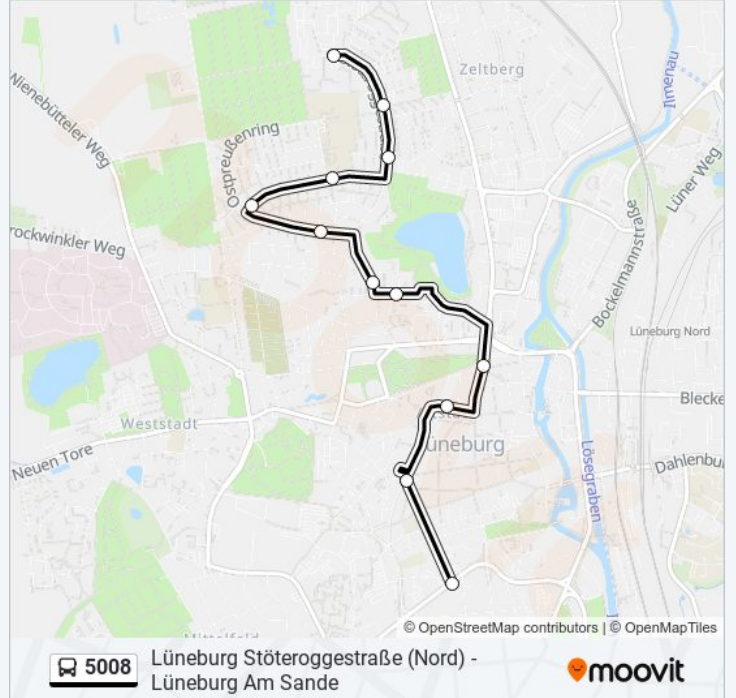 Zeltberg
Ilmenau
Nienebütteler Weg
Ostpreußenring
Lüner Weg
rockwinkler Weg
Bockelmannstraße
Lüneburg Nord
Blecke
Weststadt
üneburg
Neuen Tore
Lösegraben
Dahlenbu
Mittelfeld
© OpenStreetMap contributors | © OpenMapTiles
5008
Lüneburg Stöteroggestraße (Nord) -
Lüneburg Am Sande
moovit